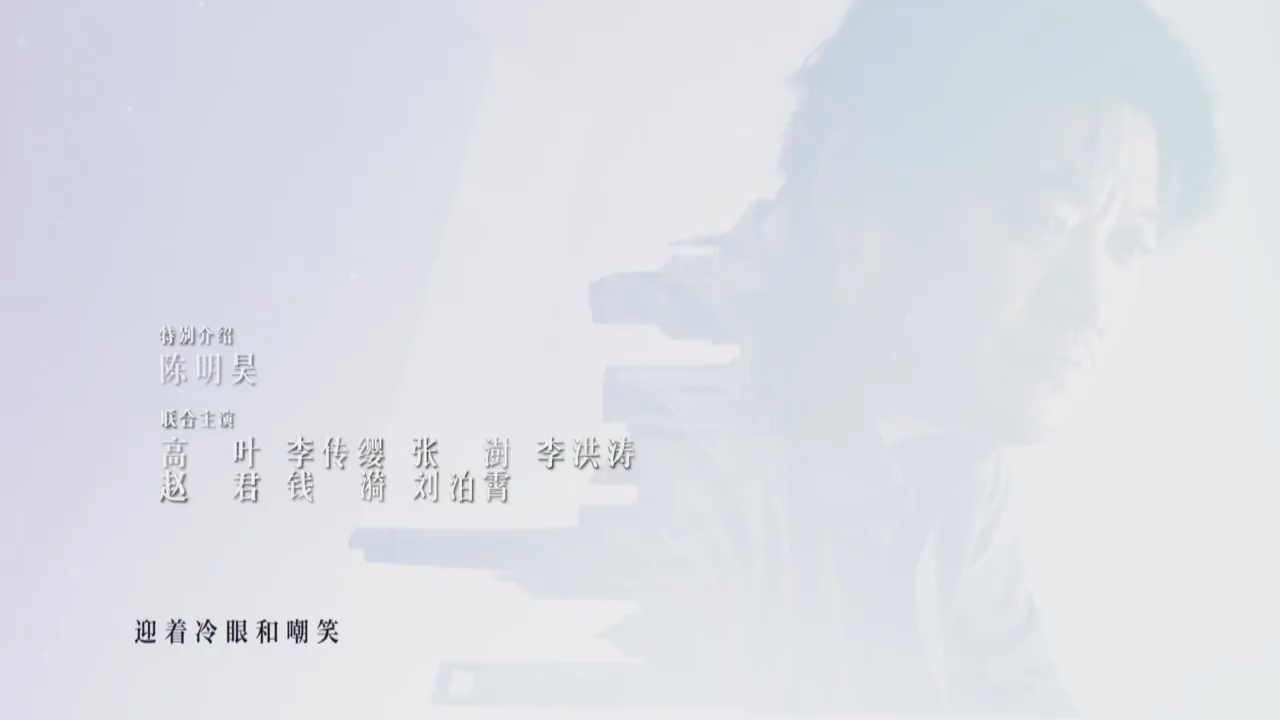 特别介绍
陈明昊
联合主演
高 叶 李传缨 张 澍 李洪涛
赵 君 钱 漪 刘泊霄
迎着冷眼和嘲笑